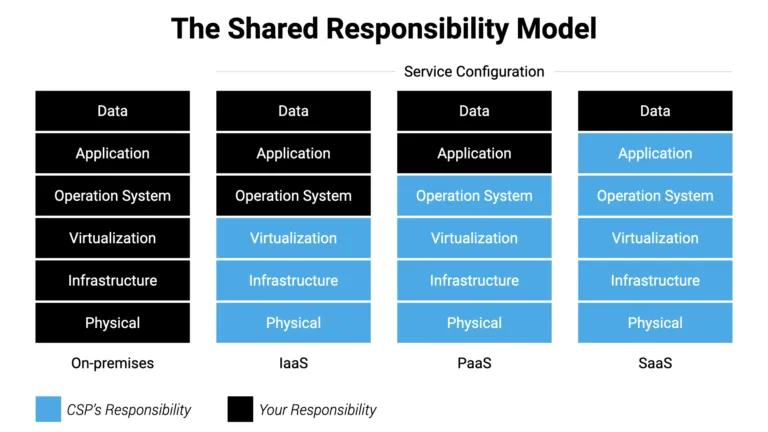 The Shared Responsibility Model
Service Configuration
Data
Application
Operation System
Virtualization
Infrastructure
Physical
On-premises
Data
Application
Operation System
Virtualization
Infrastructure
Physical
IaaS
Data
Application
Operation System
Virtualization
Infrastructure
Physical
PaaS
Data
Application
Operation System
Virtualization
Infrastructure
Physical
SaaS
CSP's Responsibility
Your Responsibility